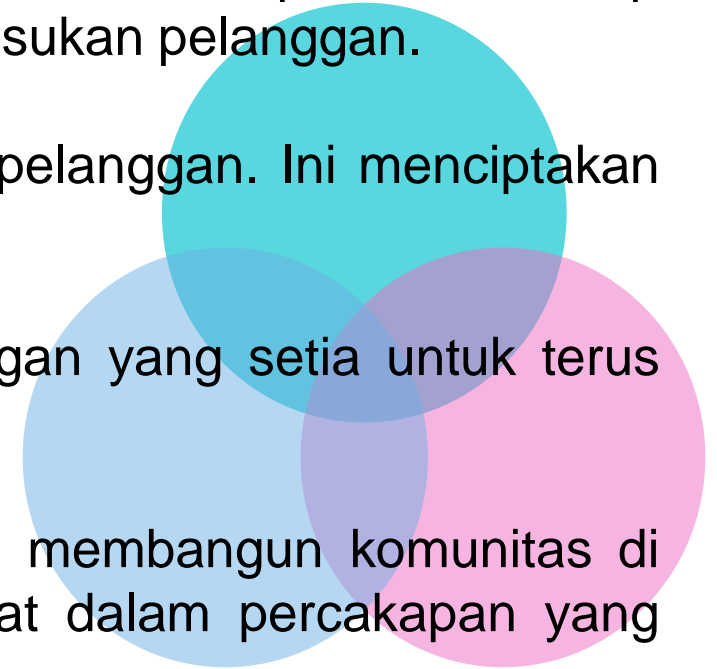 sukan pelanggan.
pelanggan. Ini menciptakan
gan yang setia untuk terus
membangun komunitas di
at dalam percakapan yang